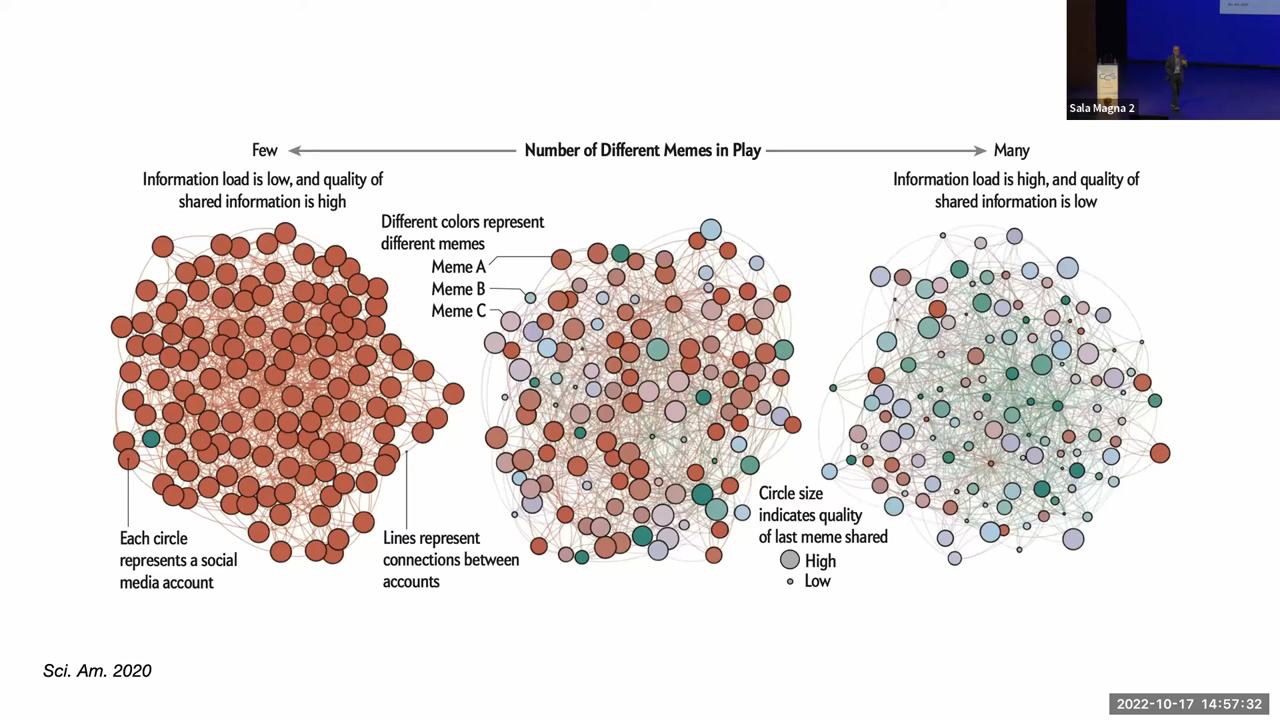 Sala Magna 2
Few
Number of Different Memes in Play
Many
Information load is low, and quality of
shared information is high
Information load is high, and quality of
shared information is low
Different colors represent
different memes
Meme A
Meme B
Meme C
Circle size
indicates quality
of last meme shared
High
Low
Each circle
represents a social
media account
Lines represent
connections between
accounts
Sci. Am. 2020
2022-10-17 14:57:32